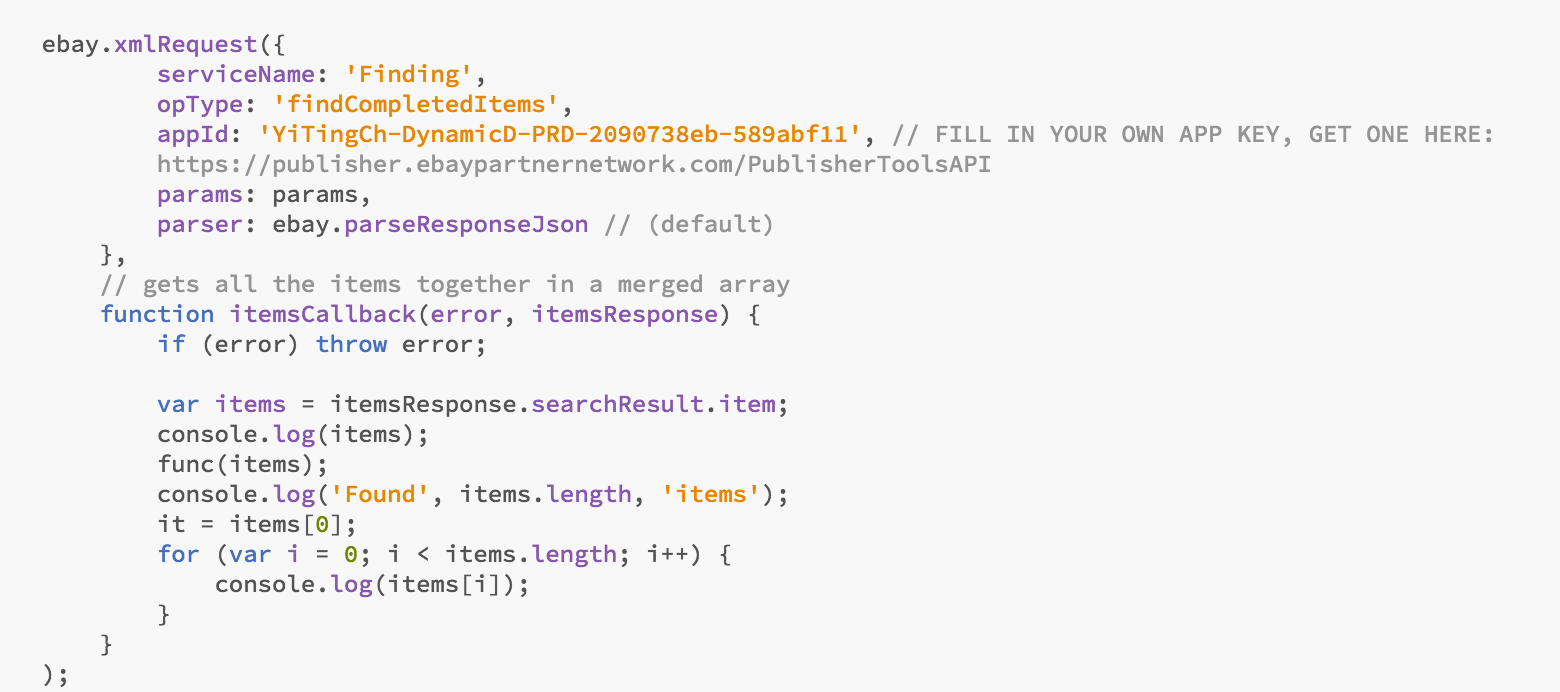 ebay.xmlRequest({
        serviceName: 'Finding',
        opType: 'findCompletedItems',
        appId: 'YiTingCh-DynamicD-PRD-2090738eb-589abf11', // FILL IN YOUR OWN APP KEY, GET ONE HERE:
        https://publisher.ebaypartnernetwork.com/PublisherToolsAPI
        params: params,
        parser: ebay.parseResponseJson // (default)
    },
    // gets all the items together in a merged array
    function itemsCallback(error, itemsResponse) {
        if (error) throw error;

        var items = itemsResponse.searchResult.item;
        console.log(items);
        func(items);
        console.log('Found', items.length, 'items');
        it = items[0];
        for (var i = 0; i < items.length; i++) {
            console.log(items[i]);
        }
    }
);